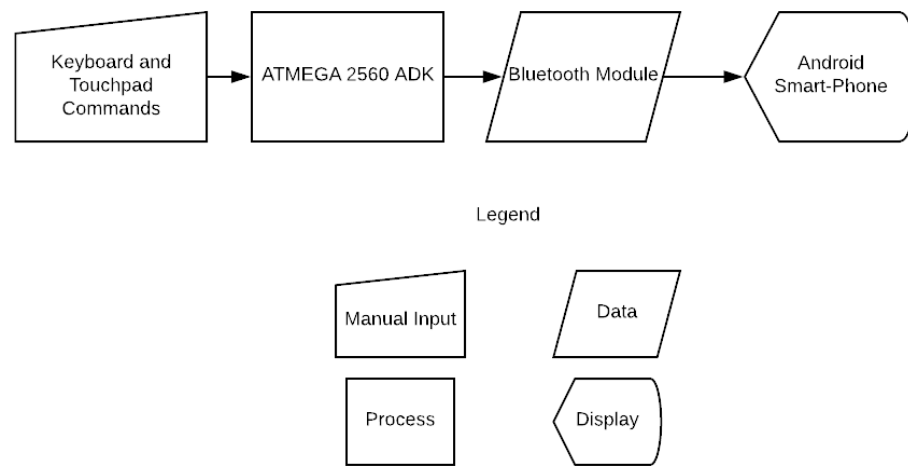 Keyboard and
Touchpad
Commands
ATMEGA 2560 ADK
Bluetooth Module
Android
Smart-Phone
Legend
Manual Input
Data
Process
Display